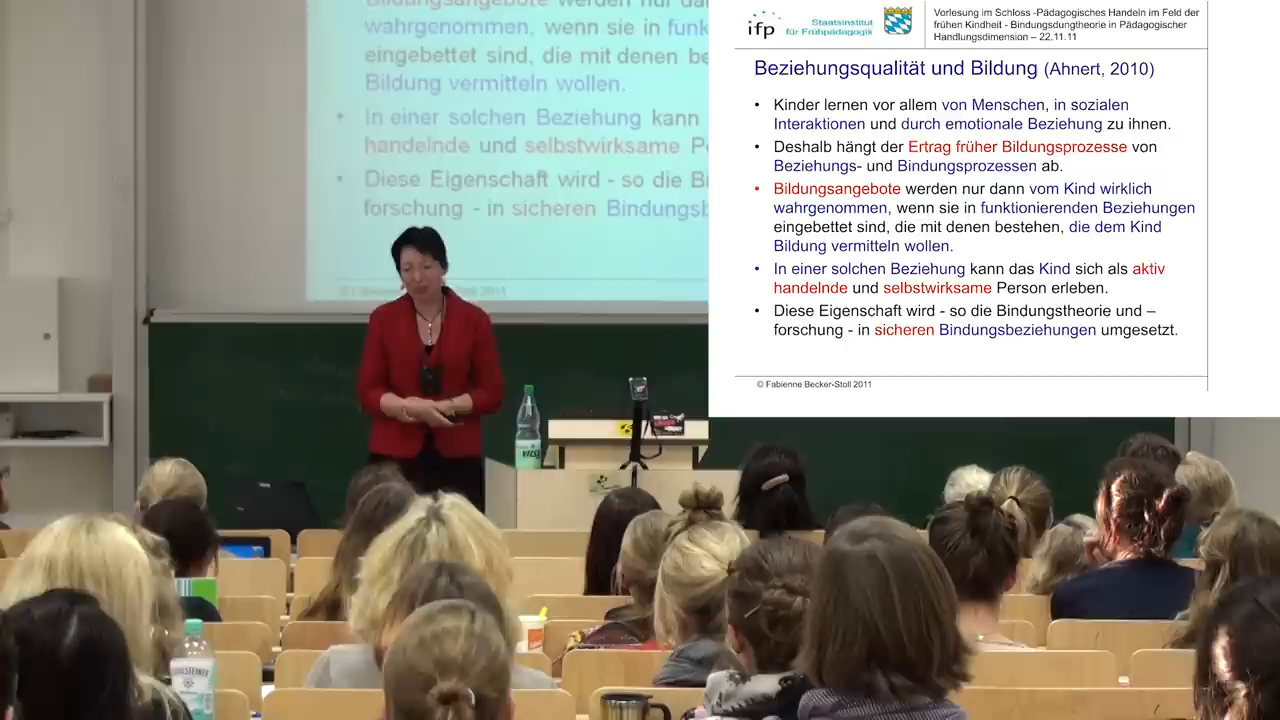 Bildungsangebote werden nur da
wahrgenommen, wenn sie in funk
eingebettet sind, die mit denen be
Bildung vermitteln wollen.
• In einer solchen Beziehung kann
handelnde und selbstwirksame P
• Diese Eigenschaft wird - so die B
forschung - in sicheren Bindungsb
ifp
Staatsinstitut
für Frühpädagogik
Vorlesung im Schloss -Pädagogisches Handeln im Feld der
frühen Kindheit - Bindungsdungtheorie in Pädagogischer
Handlungsdimension – 22.11.11
Beziehungsqualität und Bildung (Ahnert, 2010)
• Kinder lernen vor allem von Menschen, in sozialen
Interaktionen und durch emotionale Beziehung zu ihnen.
• Deshalb hängt der Ertrag früher Bildungsprozesse von
Beziehungs- und Bindungsprozessen ab.
• Bildungsangebote werden nur dann vom Kind wirklich
wahrgenommen, wenn sie in funktionierenden Beziehungen
eingebettet sind, die mit denen bestehen, die dem Kind
Bildung vermitteln wollen.
• In einer solchen Beziehung kann das Kind sich als aktiv
handelnde und selbstwirksame Person erleben.
• Diese Eigenschaft wird - so die Bindungstheorie und –
forschung - in sicheren Bindungsbeziehungen umgesetzt.
© Fabienne Becker-Stoll 2011